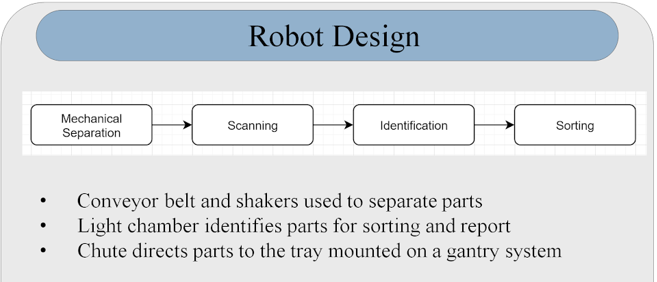 Robot Design
Mechanical
Separation
Scanning
Identification
Sorting
• Conveyor belt and shakers used to separate parts
• Light chamber identifies parts for sorting and report
• Chute directs parts to the tray mounted on a gantry system